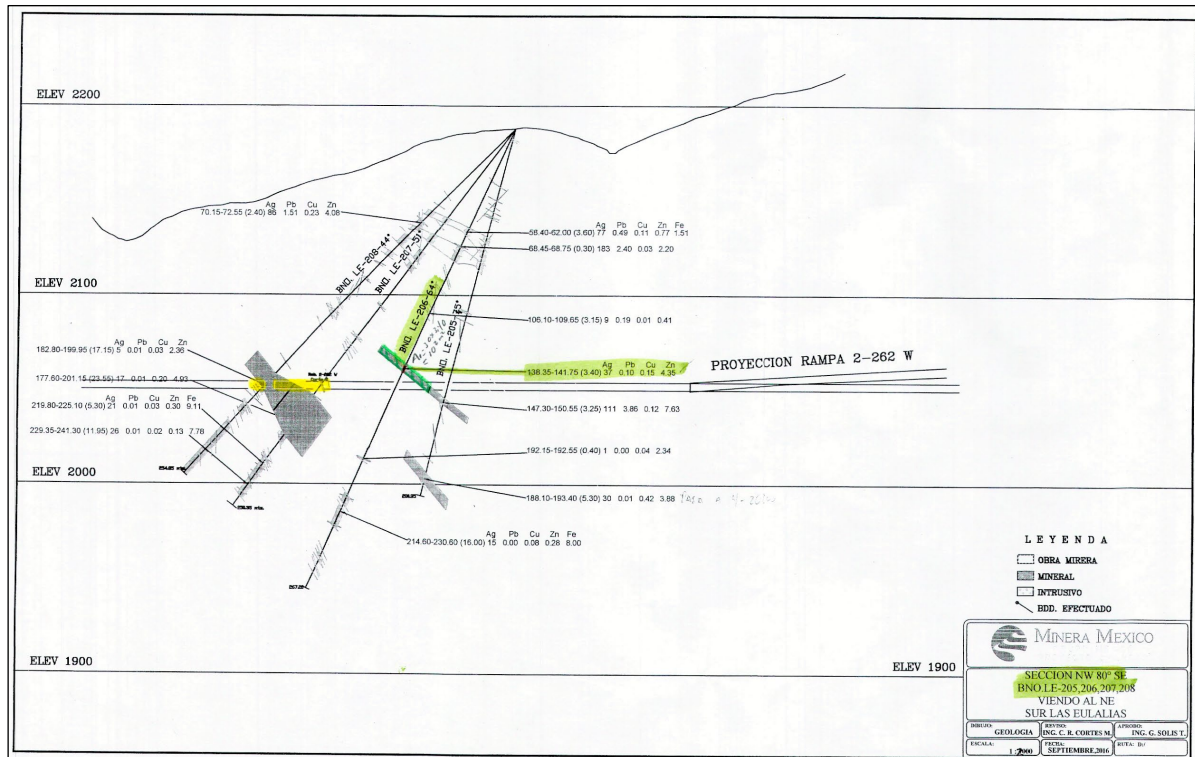 ELEV 2200
Ag Pb Cu Zn
70.15-72.55 (2.40) 86 1.51 0.23 4.08
Ag Pb Cu Zn Fe
58.40-62.00 (3.60) 77 0.49 0.11 0.77 1.51
68.45-68.75 (0.30) 183 2.40 0.03 2.20
BNO. LE-208-44°
BNO. LE-207-51°
BNO. LE-206-64°
BNO. LE-205-75°
ELEV 2100
106.10-109.65 (3.15) 9 0.19 0.01 0.41
Ag Pb Cu Zn
182.80-199.95 (17.15) 5 0.01 0.03 2.36
Ag Pb Cu Zn
138.35-141.75 (3.40) 37 0.10 0.15 4.35
PROYECCION RAMPA 2-262 W
177.60-201.15 (23.55) 17 0.01 0.20 4.93
Ag Pb Cu Zn Fe
219.80-225.10 (5.30) 21 0.01 0.03 0.30 9.11
147.30-150.55 (3.25) 111 3.86 0.12 7.63
229.35-241.30 (11.95) 26 0.01 0.02 0.13 7.78
192.15-192.55 (0.40) 1 0.00 0.04 2.34
ELEV 2000
188.10-193.40 (5.30) 30 0.01 0.42 3.88
Ag Pb Cu Zn Fe
214.60-230.60 (16.00) 15 0.00 0.08 0.28 8.00
LEYENDA
OBRA MIRERA
MINERAL
INTRUSIVO
BDD. EFECTUADO
MINERA MEXICO
ELEV 1900
ELEV 1900
SECCION NW 80° SE
BNO.LE-205,206,207,208
VIENDO AL NE
SUR LAS EULALIAS
DIBUJO: GEOLOGIA
REVISO: ING. C. R. CORTES M.
APROBO: ING. G. SOLIS T.
ESCALA: 1:2000
FECHA: SEPTIEMBRE,2016
RUTA: D:/